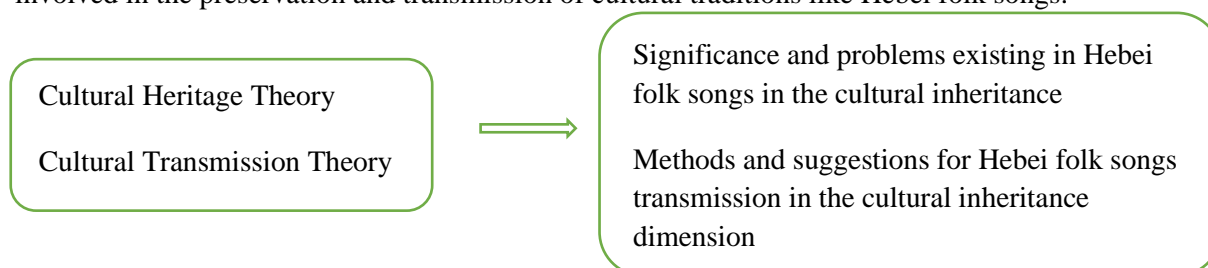 involved in the preservation and transmission of cultural traditions like Hebei folk songs.
Cultural Heritage Theory
Cultural Transmission Theory
Significance and problems existing in Hebei
folk songs in the cultural inheritance
Methods and suggestions for Hebei folk songs
transmission in the cultural inheritance
dimension